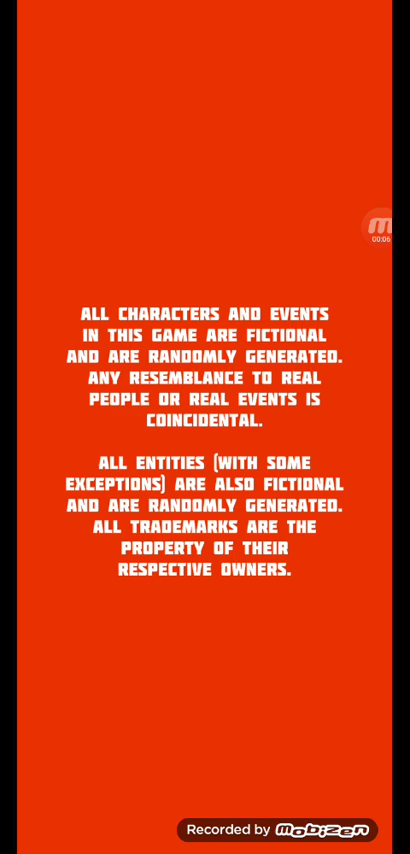 00:06
ALL CHARACTERS AND EVENTS
IN THIS GAME ARE FICTIONAL
AND ARE RANDOMLY GENERATED.
ANY RESEMBLANCE TO REAL
PEOPLE OR REAL EVENTS IS
COINCIDENTAL.
ALL ENTITIES (WITH SOME
EXCEPTIONS) ARE ALSO FICTIONAL
AND ARE RANDOMLY GENERATED.
ALL TRADEMARKS ARE THE
PROPERTY OF THEIR
RESPECTIVE OWNERS.
Recorded by mobizen